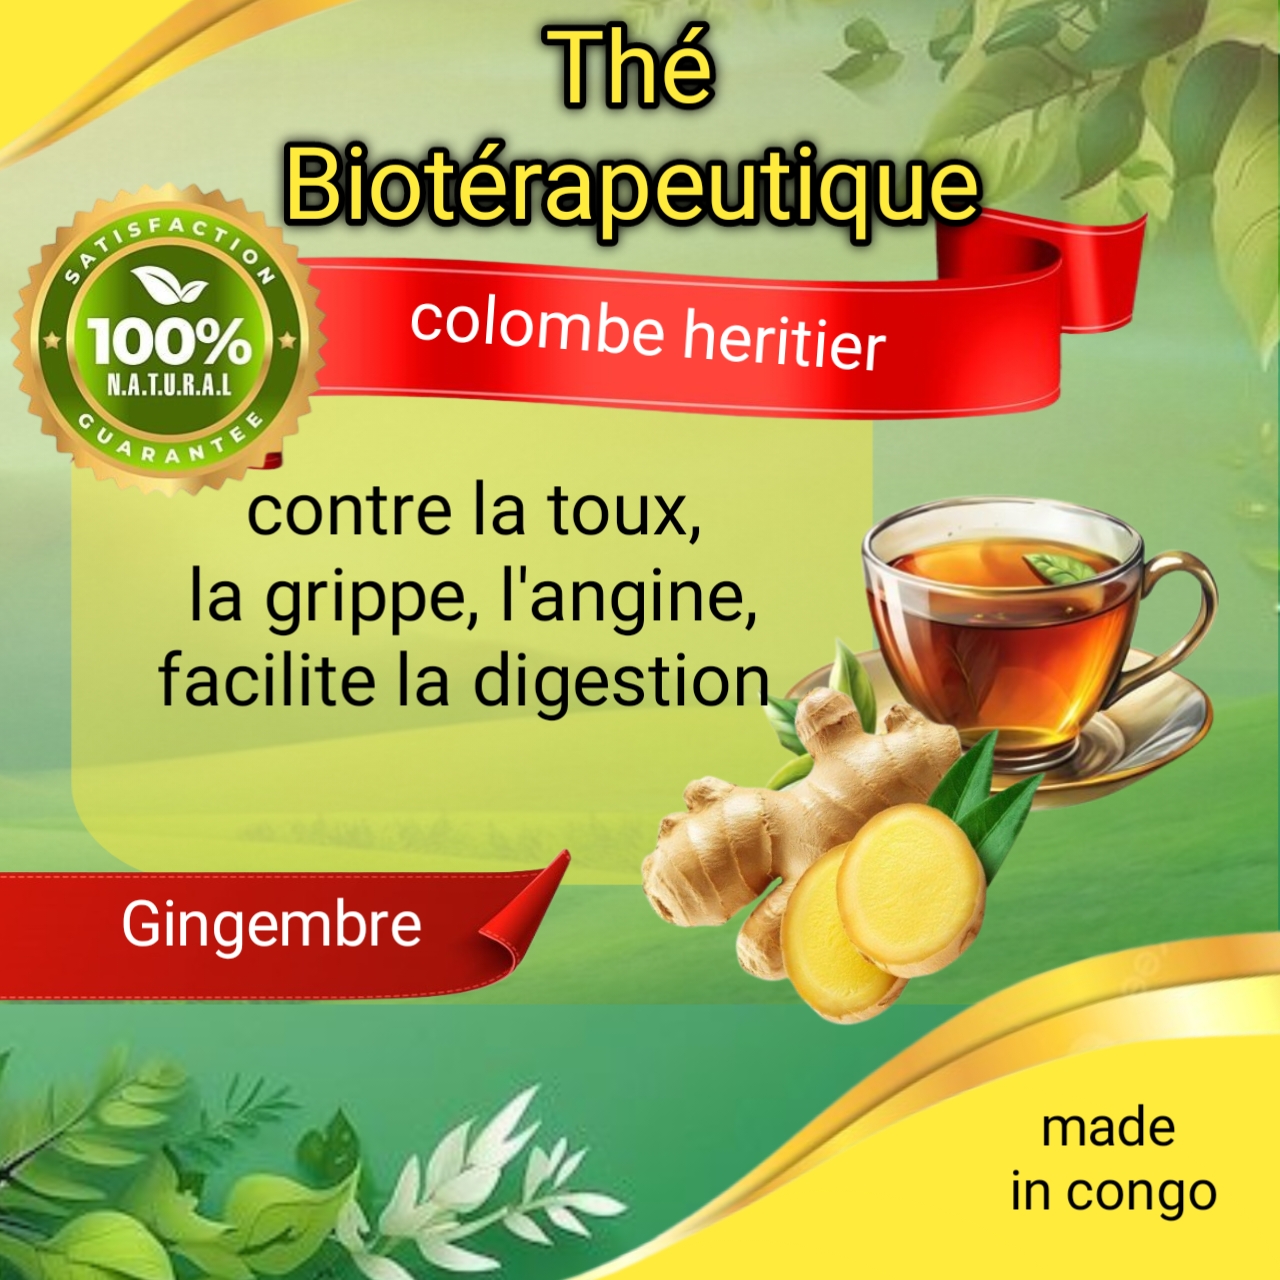 Thé
Biotérapeutique
colombe heritier
SATISFACTION
100%
N.A.T.U.R.A.L
GUARANTEE
contre la toux,
la grippe, l'angine,
facilite la digestion
Gingembre
made
in congo